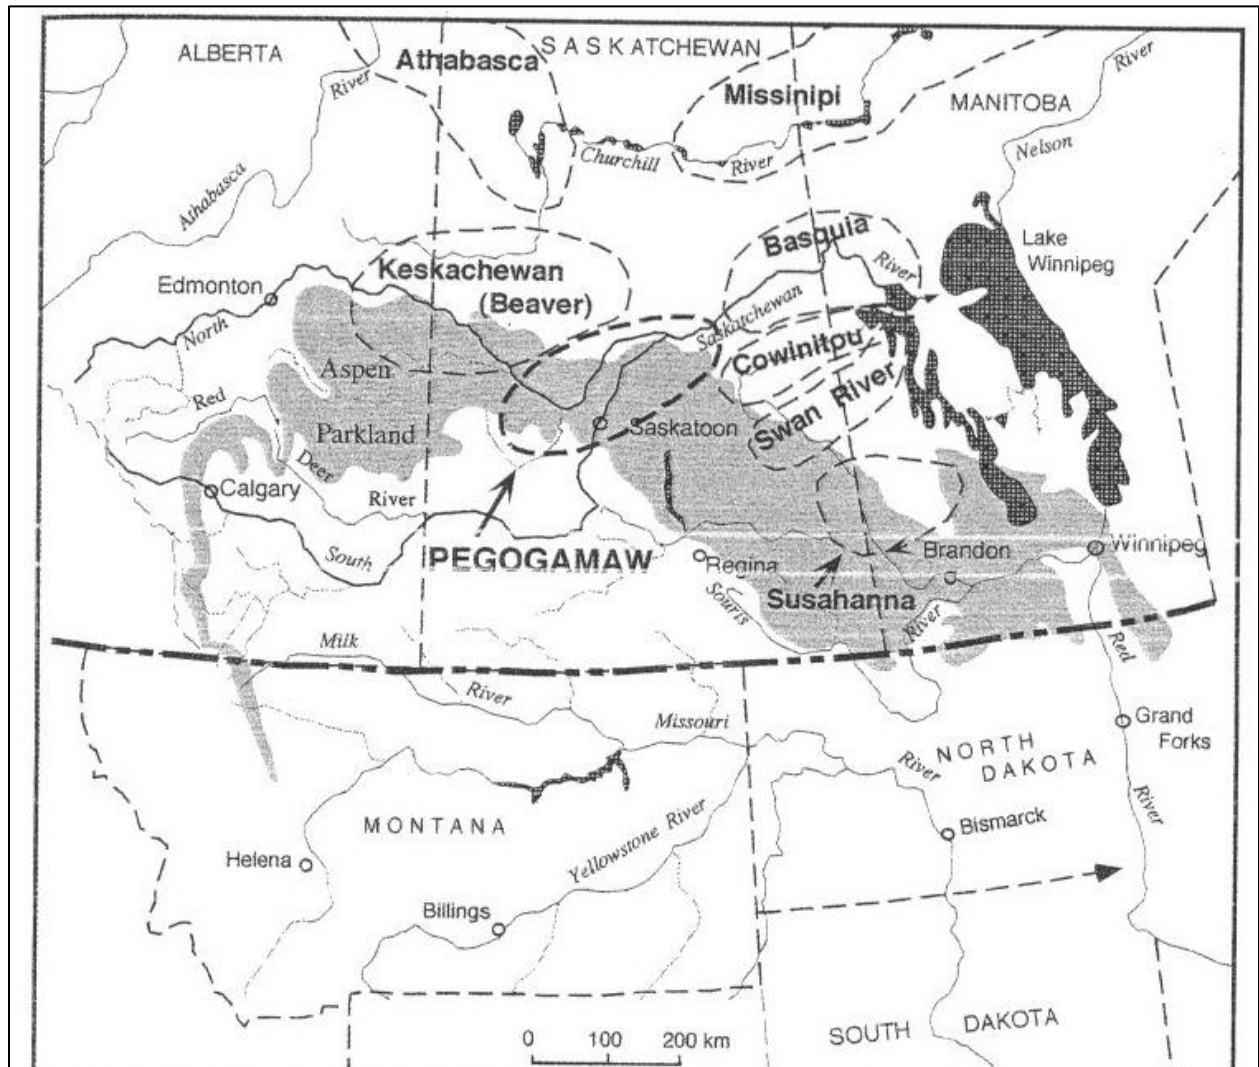 ALBERTA
SASKATCHEWAN
Athabasca
Missinipi
MANITOBA
River
River
Churchill
River
Nelson
Athabasca
Basquia
River
Lake
Winnipeg
Keskachewan
(Beaver)
Edmonton
North
Saskatchewan
Cowinitpu
Aspen
Swan River
Red
Parkland
Saskatoon
Deer
Calgary
River
South
PEGOGAMAW
Regina
Brandon
Winnipeg
Susahanna
Souris
River
Milk
Red
River
Missouri
Grand
Forks
NORTH
DAKOTA
River
River
MONTANA
Yellowstone River
Bismarck
Helena
Billings
0 100 200 km
SOUTH DAKOTA